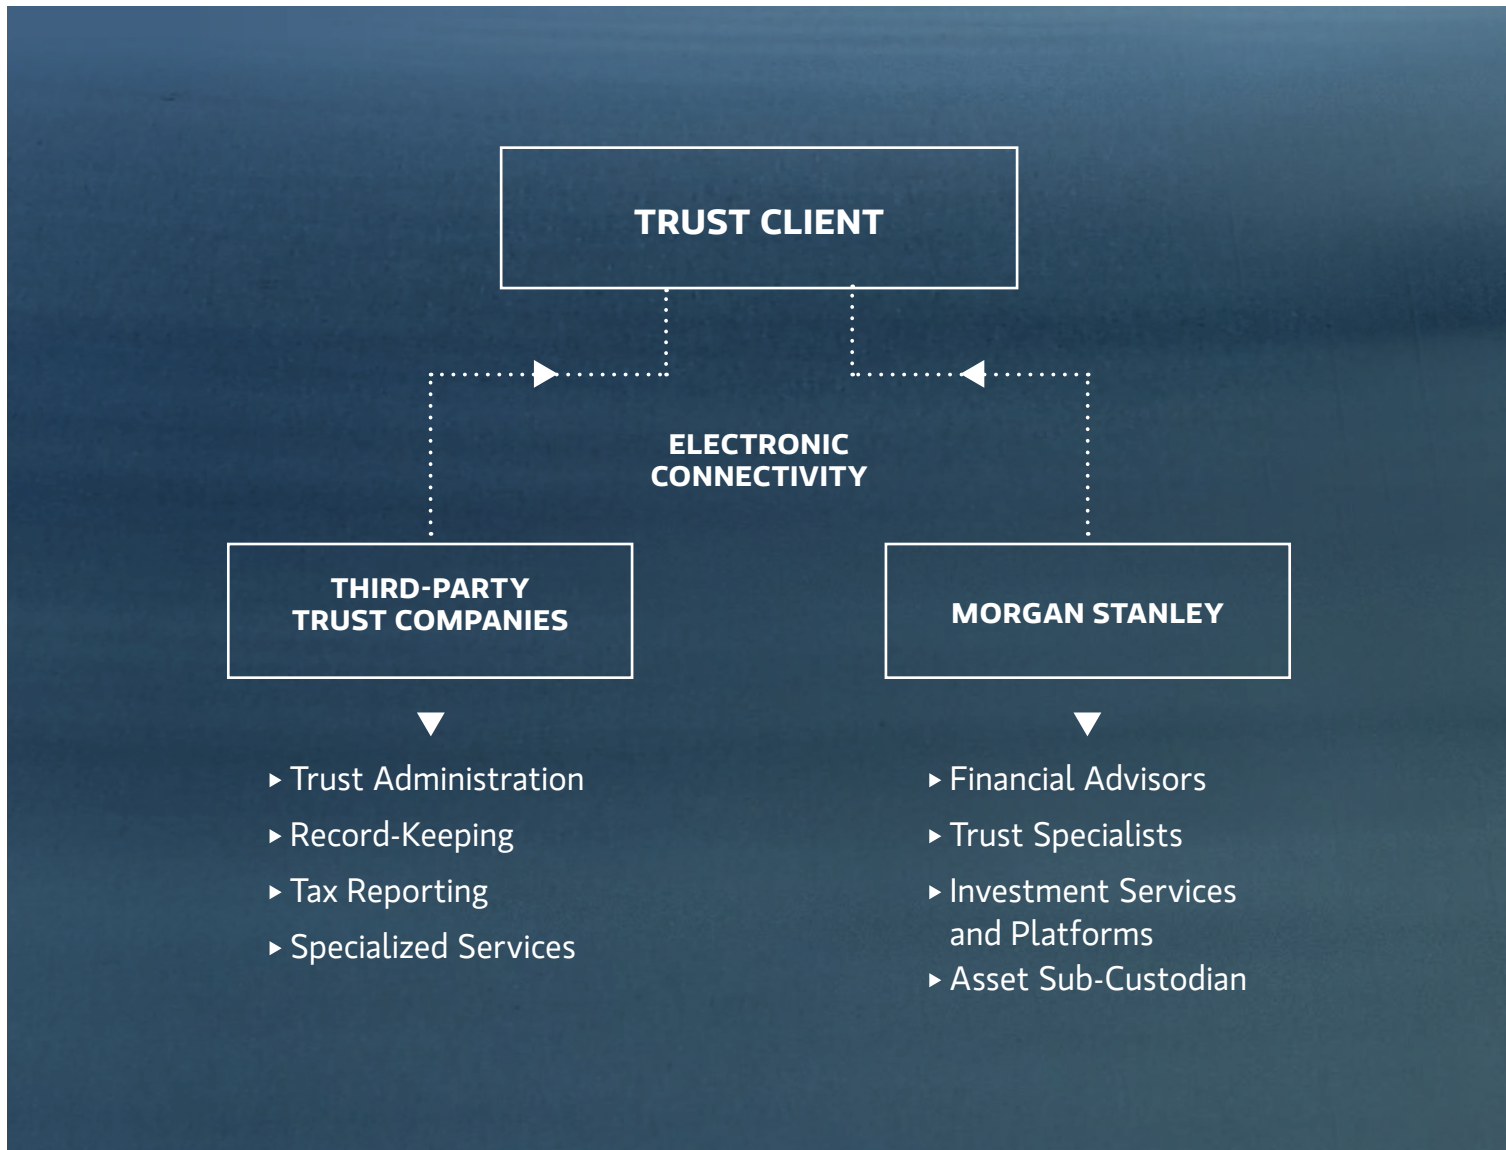 TRUST CLIENT
ELECTRONIC
CONNECTIVITY
THIRD-PARTY
TRUST COMPANIES
Trust Administration
Record-Keeping
Tax Reporting
Specialized Services
MORGAN STANLEY
Financial Advisors
Trust Specialists
Investment Services
and Platforms
Asset Sub-Custodian